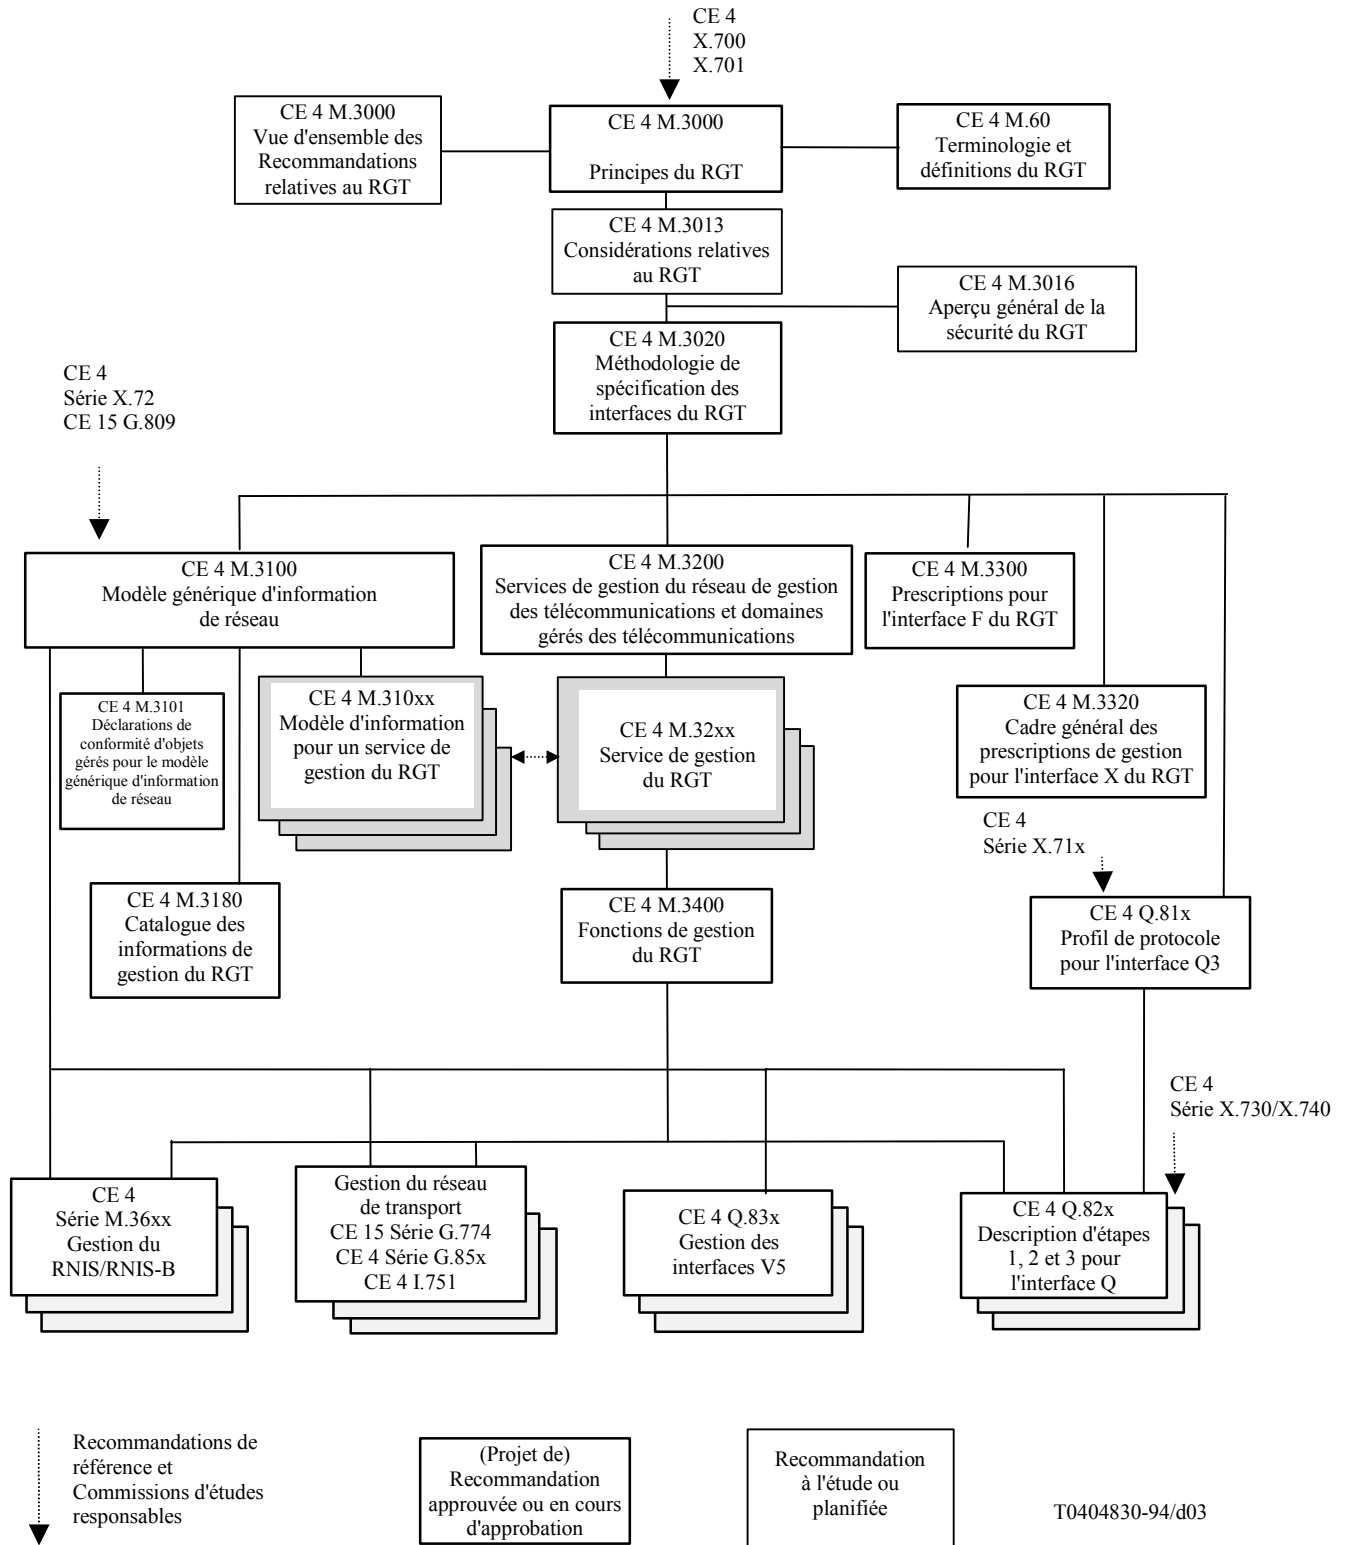 CE 4
X.700
X.701
CE 4 M.3000
Vue d'ensemble des
Recommandations
relatives au RGT
CE 4 M.3000
Principes du RGT
CE 4 M.60
Terminologie et
définitions du RGT
CE 4 M.3013
Considérations relatives
au RGT
CE 4 M.3016
Aperçu général de la
sécurité du RGT
CE 4 M.3020
Méthodologie de
spécification des
interfaces du RGT
CE 4
Série X.72
CE 15 G.809
CE 4 M.3100
Modèle générique d'information
de réseau
CE 4 M.3200
Services de gestion du réseau de gestion
des télécommunications et domaines
gérés des télécommunications
CE 4 M.3300
Prescriptions pour
l'interface F du RGT
CE 4 M.3101
Déclarations de
conformité d'objets
gérés pour le modèle
générique d'information
de réseau
CE 4 M.310xx
Modèle d'information
pour un service de
gestion du RGT
CE 4 M.32xx
Service de gestion
du RGT
CE 4 M.3320
Cadre général des
prescriptions de gestion
pour l'interface X du RGT
CE 4
Série X.71x
CE 4 M.3180
Catalogue des
informations de
gestion du RGT
CE 4 M.3400
Fonctions de gestion
du RGT
CE 4 Q.81x
Profil de protocole
pour l'interface Q3
CE 4
Série X.730/X.740
CE 4
Série M.36xx
Gestion du
RNIS/RNIS-B
Gestion du réseau
de transport
CE 15 Série G.774
CE 4 Série G.85x
CE 4 I.751
CE 4 Q.83x
Gestion des
interfaces V5
CE 4 Q.82x
Description d'étapes
1, 2 et 3 pour
l'interface Q
Recommandations de
référence et
Commissions d'études
responsables
(Projet de)
Recommandation
approuvée ou en cours
d'approbation
Recommandation
à l'étude ou
planifiée
T0404830-94/d03